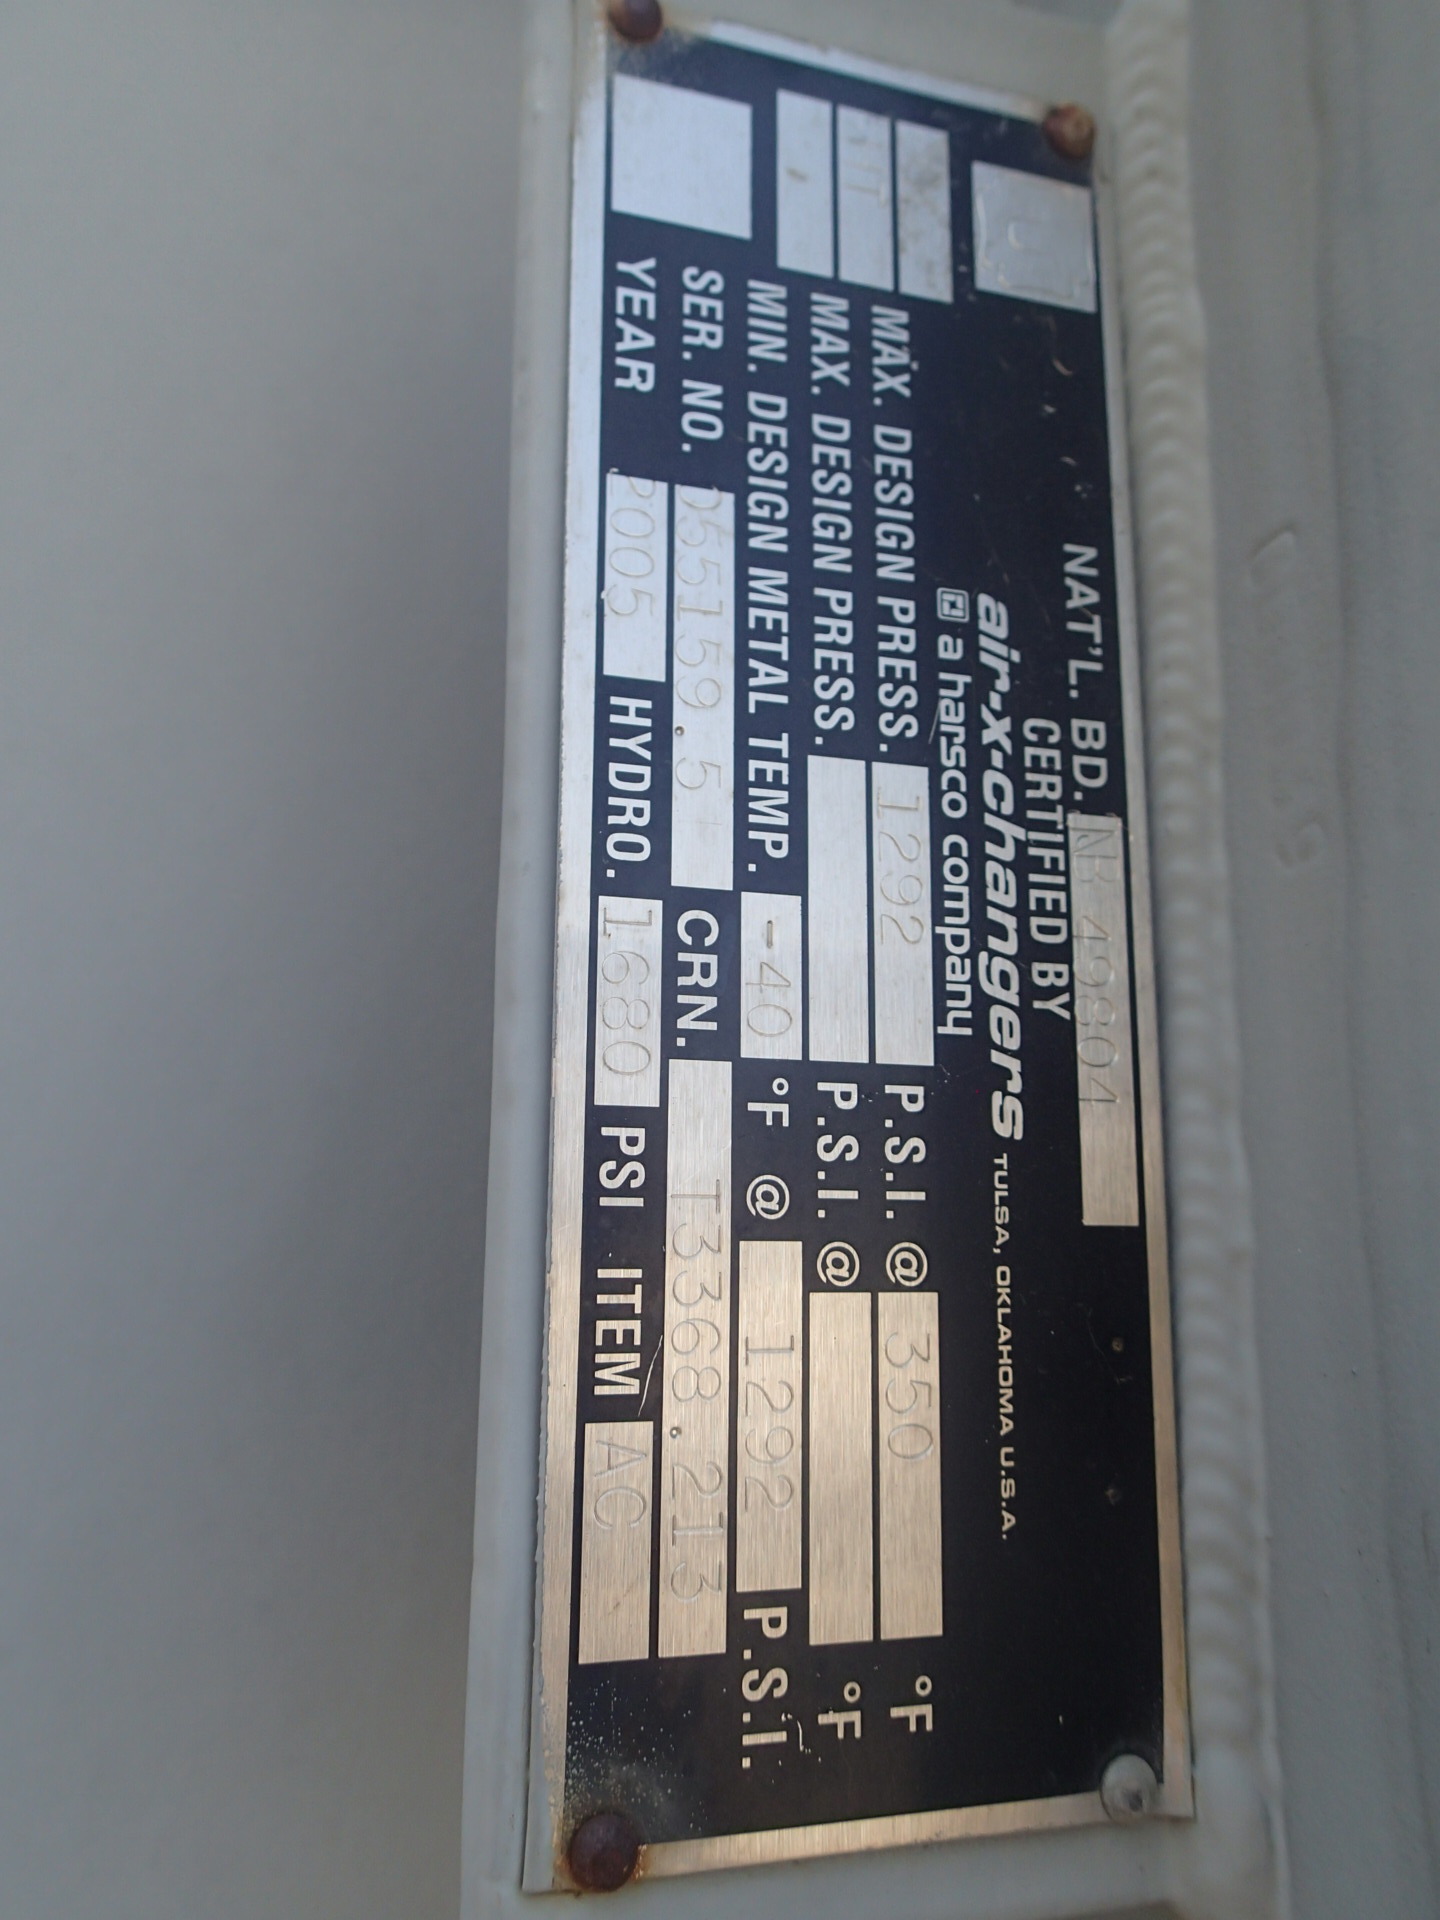 NAT'L. BD. NB 49804
CERTIFIED BY
U
air-x-changers TULSA, OKLAHOMA U.S.A.
a harsco company
MAX. DESIGN PRESS. 1292 P.S.I. @ 350 °F
MAX. DESIGN PRESS. P.S.I. @ °F
MIN. DESIGN METAL TEMP. -40 °F @ 1292 P.S.I.
SER. NO. 055159.5 CRN. T3368.213
YEAR 2005 HYDRO. 1680 PSI ITEM AC